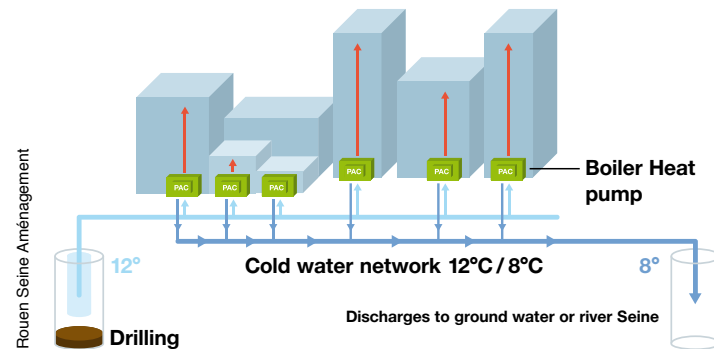 Rouen Seine Aménagement
PAC
PAC
PAC
PAC
PAC
PAC
Boiler Heat
pump
12°
Cold water network 12°C / 8°C
8°
Drilling
Discharges to ground water or river Seine